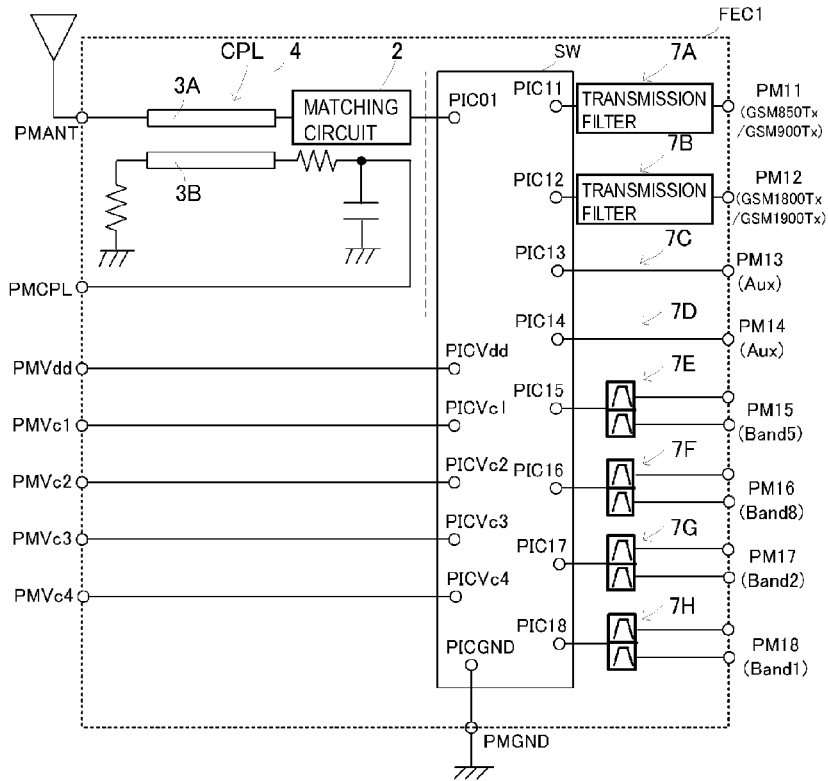 FEC1
CPL
4
2
SW
7A
3A
MATCHING
CIRCUIT
PIC01
PIC11
TRANSMISSION
FILTER
PM11
(GSM850Tx
/GSM900Tx)
PMANT
3B
7B
PIC12
TRANSMISSION
FILTER
PM12
(GSM1800Tx
/GSM1900Tx)
PIC13
7C
PM13
(Aux)
PMCPL
PIC14
7D
PM14
(Aux)
PMVdd
PICVdd
PIC15
7E
PM15
(Band5)
PMVc1
PICVc1
PIC16
7F
PM16
(Band8)
PMVc2
PICVc2
PIC17
7G
PM17
(Band2)
PMVc3
PICVc3
PIC18
7H
PM18
(Band1)
PMVc4
PICVc4
PICGND
PMGND